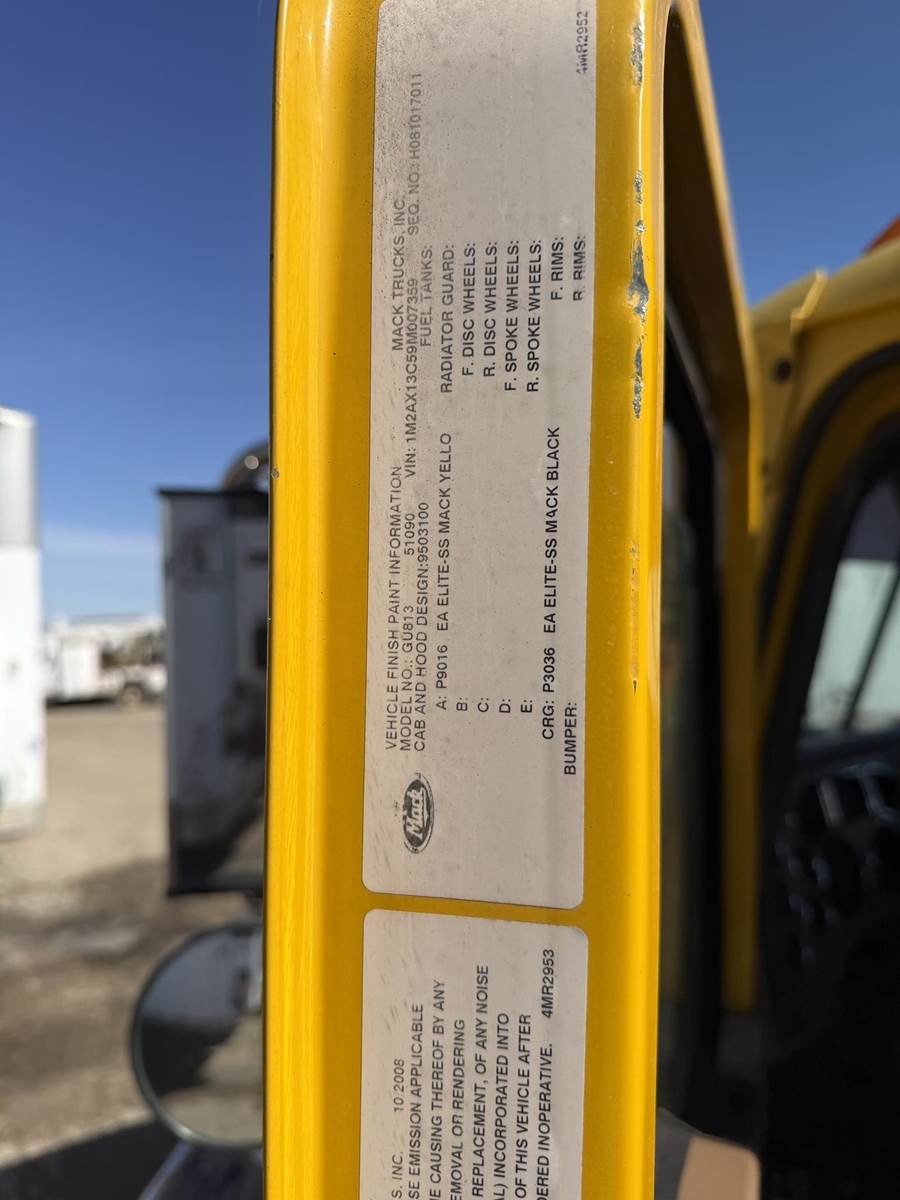 4MR2952
VEHICLE FINISH PAINT INFORMATION MACK TRUCKS, INC.
MODEL NO.: GU813 51090 VIN: 1M2AX13C59M007359 SEQ. NO.: H081017011
CAB AND HOOD DESIGN:9503100 FUEL TANKS:
A: P9016 EA ELITE-SS MACK YELLO RADIATOR GUARD:
B: F. DISC WHEELS:
C: R. DISC WHEELS:
D: F. SPOKE WHEELS:
E: R. SPOKE WHEELS:
CRG: P3036 EA ELITE-SS MACK BLACK F. RIMS:
BUMPER: R. RIMS:
Mack
S. INC. 10 2008
SE EMISSION APPLICABLE
E CAUSING THEREOF BY ANY
EMOVAL OR RENDERING
REPLACEMENT, OF ANY NOISE
AL) INCORPORATED INTO
OF THIS VEHICLE AFTER
DERED INOPERATIVE. 4MR2953